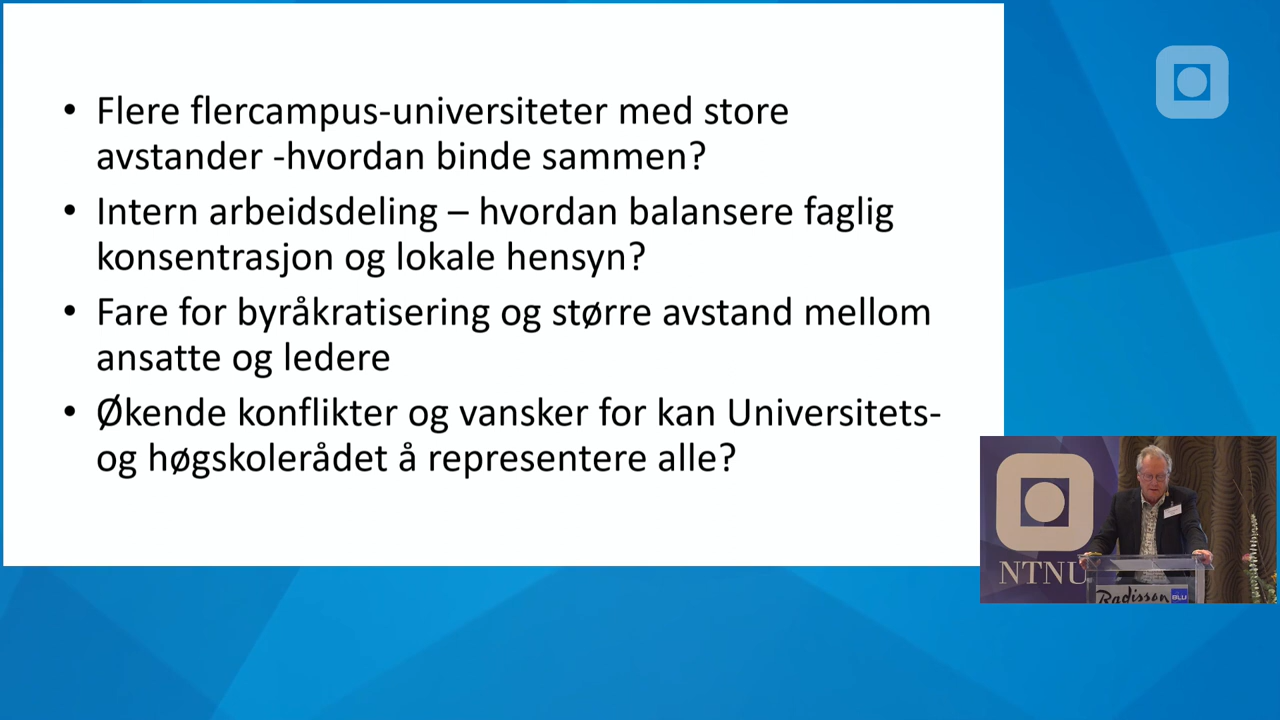 • Flere flercampus-universiteter med store
avstander -hvordan binde sammen?
• Intern arbeidsdeling – hvordan balansere faglig
konsentrasjon og lokale hensyn?
• Fare for byråkratisering og større avstand mellom
ansatte og ledere
• Økende konflikter og vansker for kan Universitets-
og høgskolerådet å representere alle?
NTNU
Radisson BLU